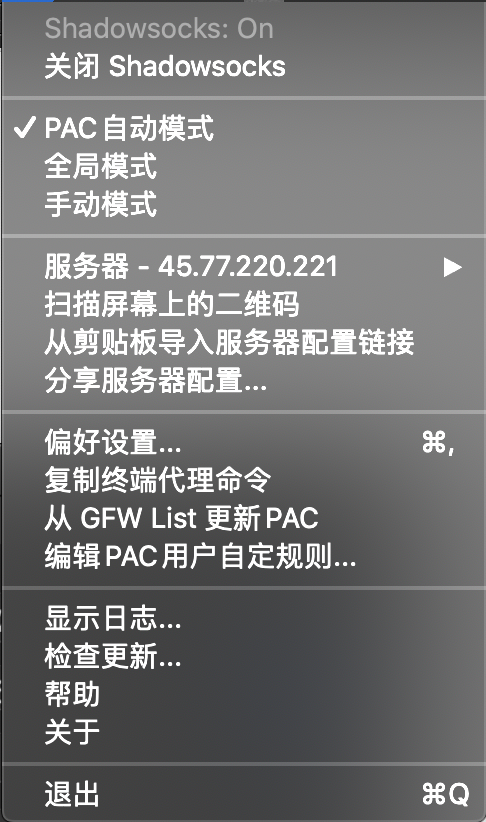 Shadowsocks: On
关闭 Shadowsocks
✓ PAC自动模式
全局模式
手动模式
服务器 - 45.77.220.221 ▶
扫描屏幕上的二维码
从剪贴板导入服务器配置链接
分享服务器配置...
偏好设置... ⌘,
复制终端代理命令
从 GFW List 更新PAC
编辑PAC用户自定规则...
显示日志...
检查更新...
帮助
关于
退出 ⌘Q